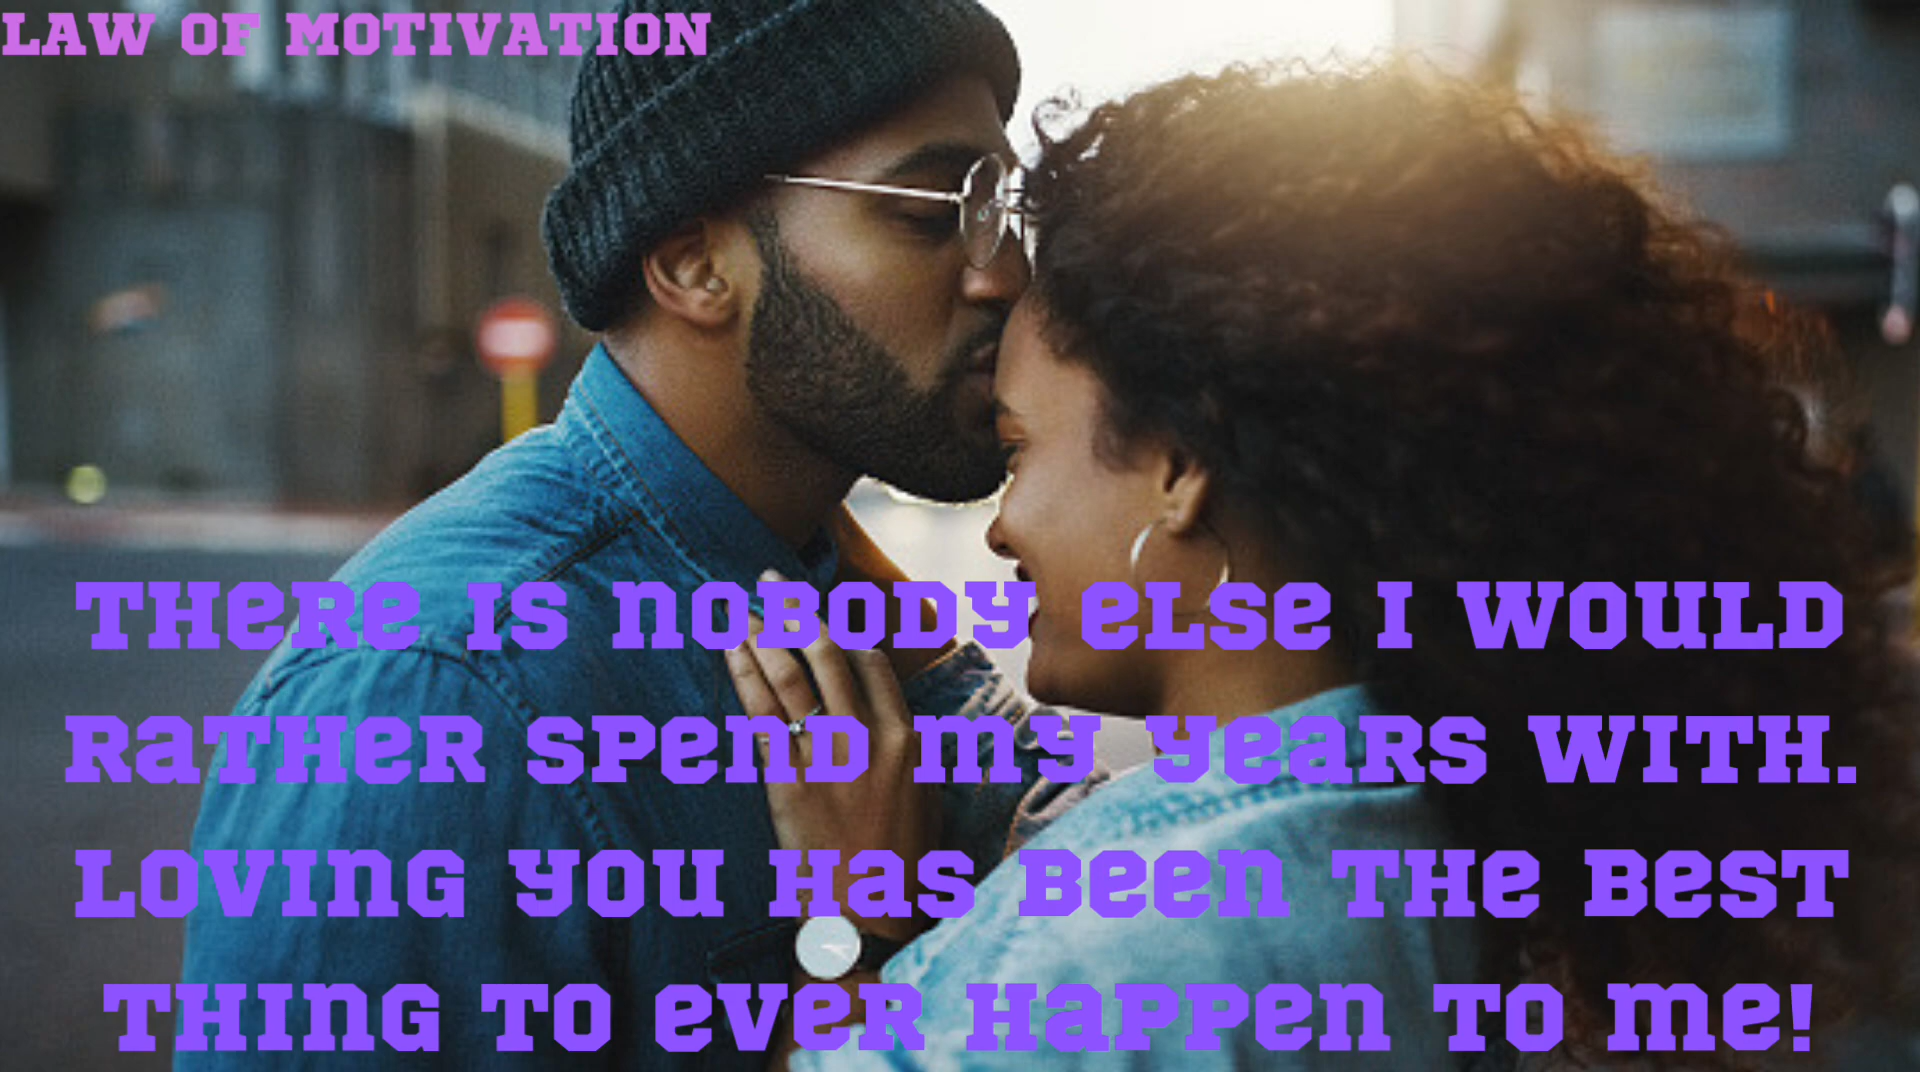 LAW OF MOTIVATION
THeRe IS nOBODY eLSe I WOULD
RaTHeR SPenD mY YeaRS WITH.
LOVInG YOU HaS Been THe BeST
THInG TO eVeR HaPPen TO me!